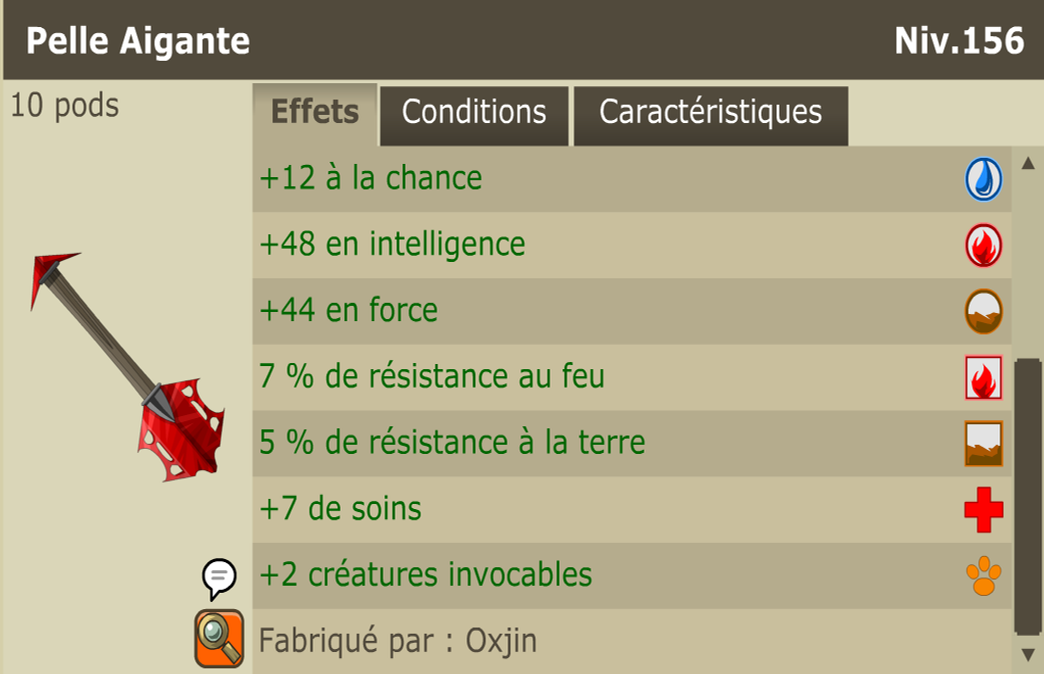 Pelle Aigante
Niv.156
10 pods
Effets
Conditions
Caractéristiques
+12 à la chance
+48 en intelligence
+44 en force
7 % de résistance au feu
5 % de résistance à la terre
+7 de soins
+2 créatures invocables
Fabriqué par : Oxjin